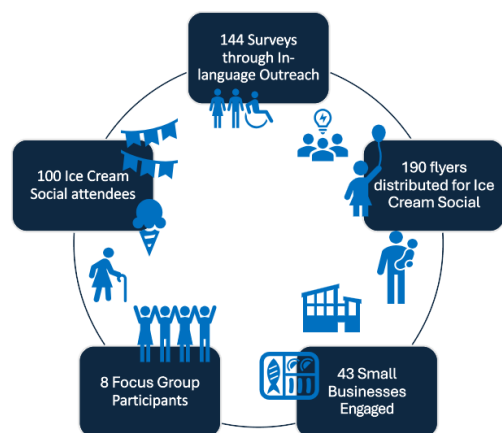 144 Surveys
through In-
language Outreach
100 Ice Cream
Social attendees
190 flyers
distributed for Ice
Cream Social
8 Focus Group
Participants
43 Small
Businesses
Engaged